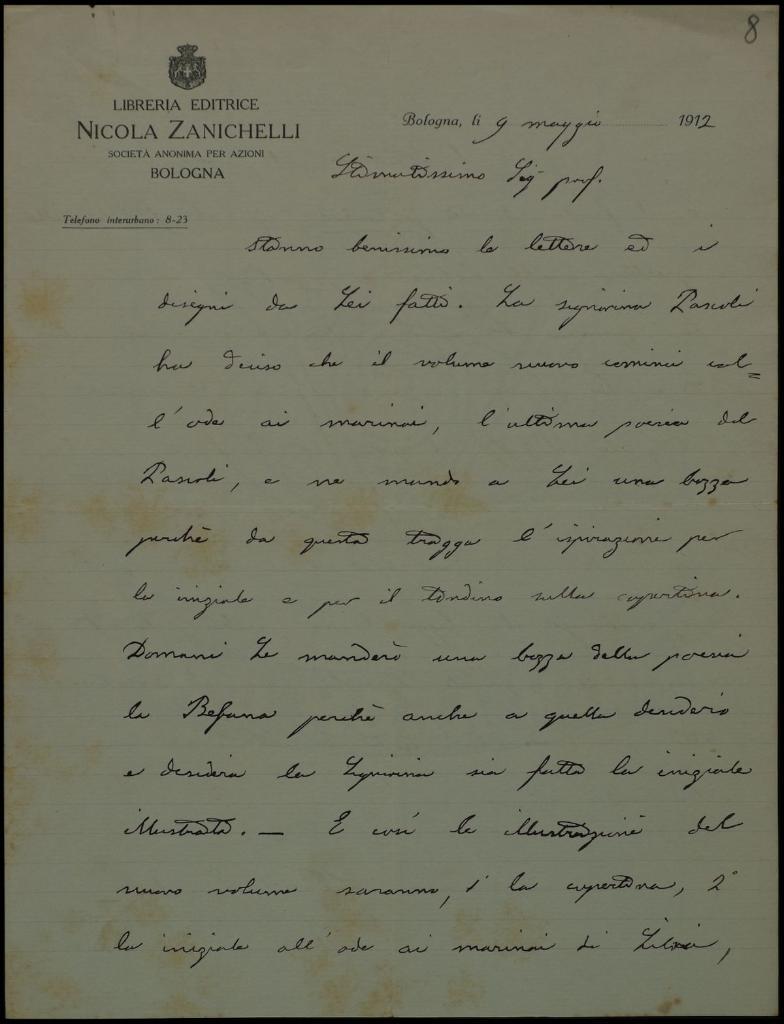 8
LIBRERIA EDITRICE
NICOLA ZANICHELLI
SOCIETÀ ANONIMA PER AZIONI
BOLOGNA
Telefono interurbano: 8-23
Bologna, li 9 maggio 1912
Stimatissimo Sig. prof.
Stanno benissimo le lettere ed i
disegni da Lei fatti. La signorina Pascoli
ha deciso che il volume nuovo cominci col=
l'ode ai marinai, l'ultima poesia del
Pascoli, e ne mando a Lei una bozza
perchè da questa tragga l'ispirazione per
la iniziale e per il tondino sulla copertina.
Domani Le manderò una bozza della poesia
la Befana perchè anche a quella desidero
e desidera la Signorina sia fatta la iniziale
illustrata. — E così le illustrazioni del
nuovo volume saranno, 1° la copertina, 2°
la iniziale all'ode ai marinai di Libia,